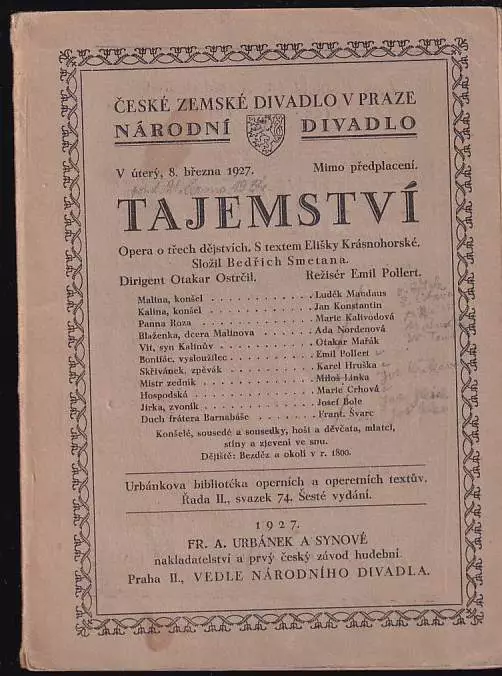 ČESKÉ ZEMSKÉ DIVADLO V PRAZE
NÁRODNÍ DIVADLO
V úterý, 8. března 1927. Mimo předplacení.
TAJEMSTVÍ
Opera o třech dějstvích. S textem Elišky Krásnohorské.
Složil Bedřich Smetana.
Dirigent Otakar Ostrčil. Režisér Emil Pollert.
Malina, konšel . . . . . . . . . . . Luděk Mandaus
Kalina, konšel . . . . . . . . . . . Jan Konstantin
Panna Roza . . . . . . . . . . . Marie Kalivodová
Blaženka, dcera Malinova . . . . . . . . Ada Nordenová
Vít, syn Kalinův . . . . . . . . . . . Otakar Mařák
Bonifác, vysloužilec . . . . . . . . . . Emil Pollert
Skřivánek, zpěvák . . . . . . . . . . Karel Hruška
Mistr zedník . . . . . . . . . . . Miloš Linka
Hospodská . . . . . . . . . . . Marie Crhová
Jirka, zvoník . . . . . . . . . . . Josef Bole
Duch frátera Barnabáše . . . . . . . . Frant. Švarc
Konšelé, sousedé a sousedky, hoši a děvčata, mlatci,
stíny a zjevení ve snu.
Dějiště: Bezděz a okolí v r. 1800.
Urbánkova bibliotéka operních a operetních textův.
Řada II., svazek 74. Šesté vydání.
1927.
FR. A. URBÁNEK A SYNOVÉ
nakladatelství a prvý český závod hudební
Praha II., VEDLE NÁRODNÍHO DIVADLA.